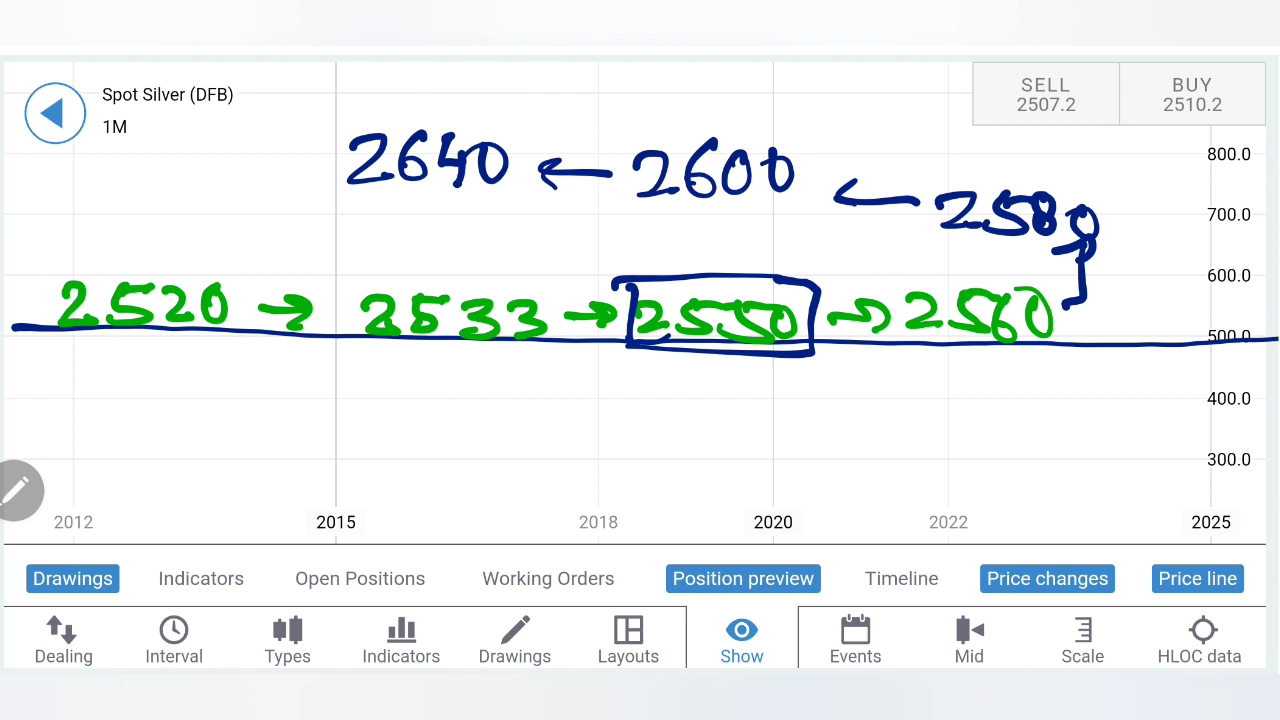 Spot Silver (DFB)
1M
SELL BUY
2507.2 2510.2
800.0
2640 ← 2600 ← 2580
700.0
600.0
2520 → 2533 → 2550 → 2560
500.0
400.0
300.0
2012 2015 2018 2020 2022 2025
Drawings Indicators Open Positions Working Orders Position preview Timeline Price changes Price line
Dealing Interval Types Indicators Drawings Layouts Show Events Mid Scale HLOC data